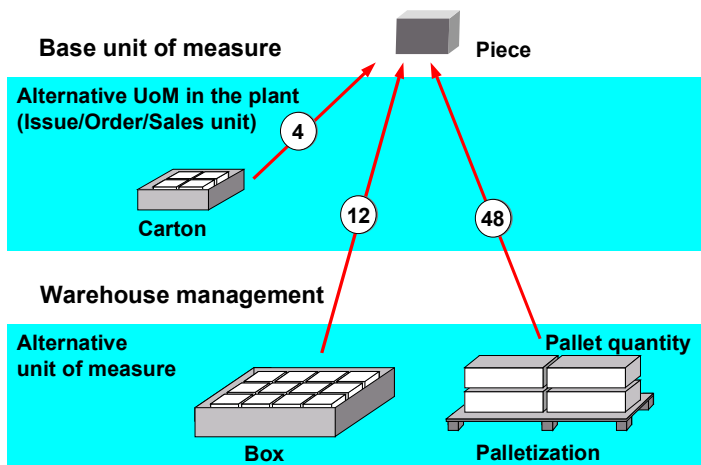 Base unit of measure
Piece
Alternative UoM in the plant
(Issue/Order/Sales unit)
4
Carton
12
48
Warehouse management
Alternative
unit of measure
Pallet quantity
Box
Palletization